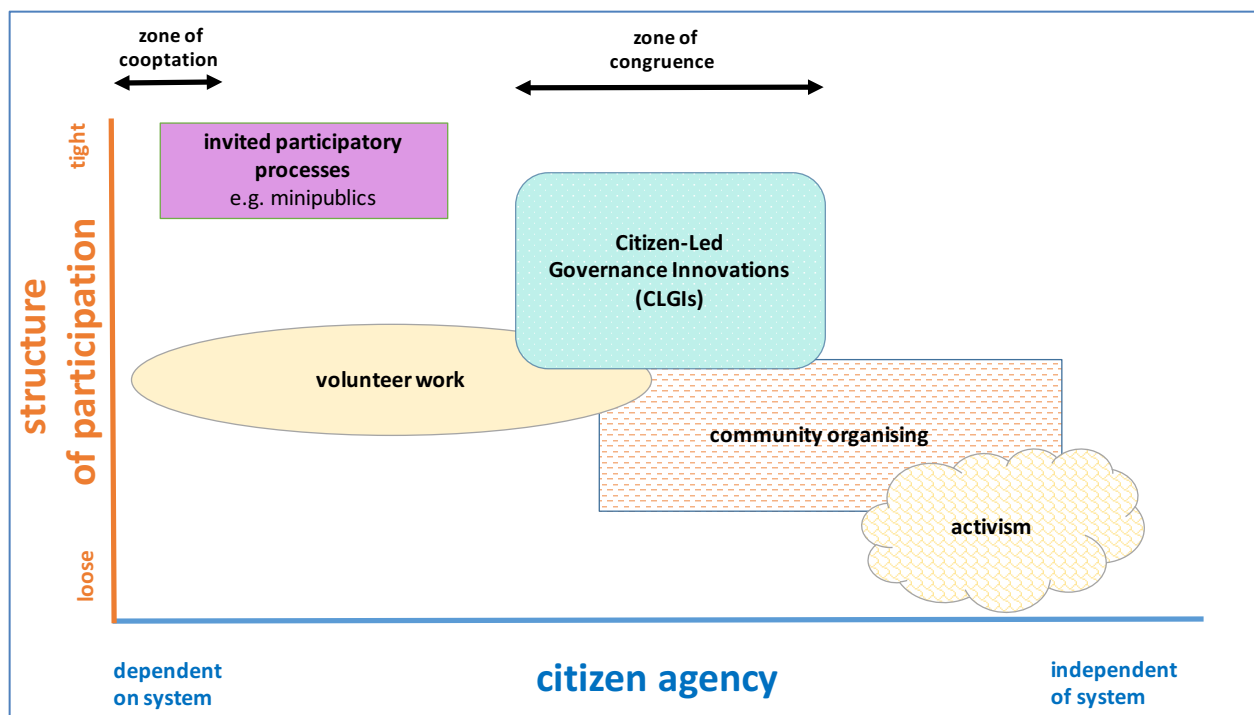 zone of
cooptation
zone of
congruence
tight
invited participatory
processes
e.g. minipublics
Citizen-Led
Governance Innovations
(CLGIs)
structure
of participation
volunteer work
community organising
activism
loose
dependent
on system
citizen agency
independent
of system